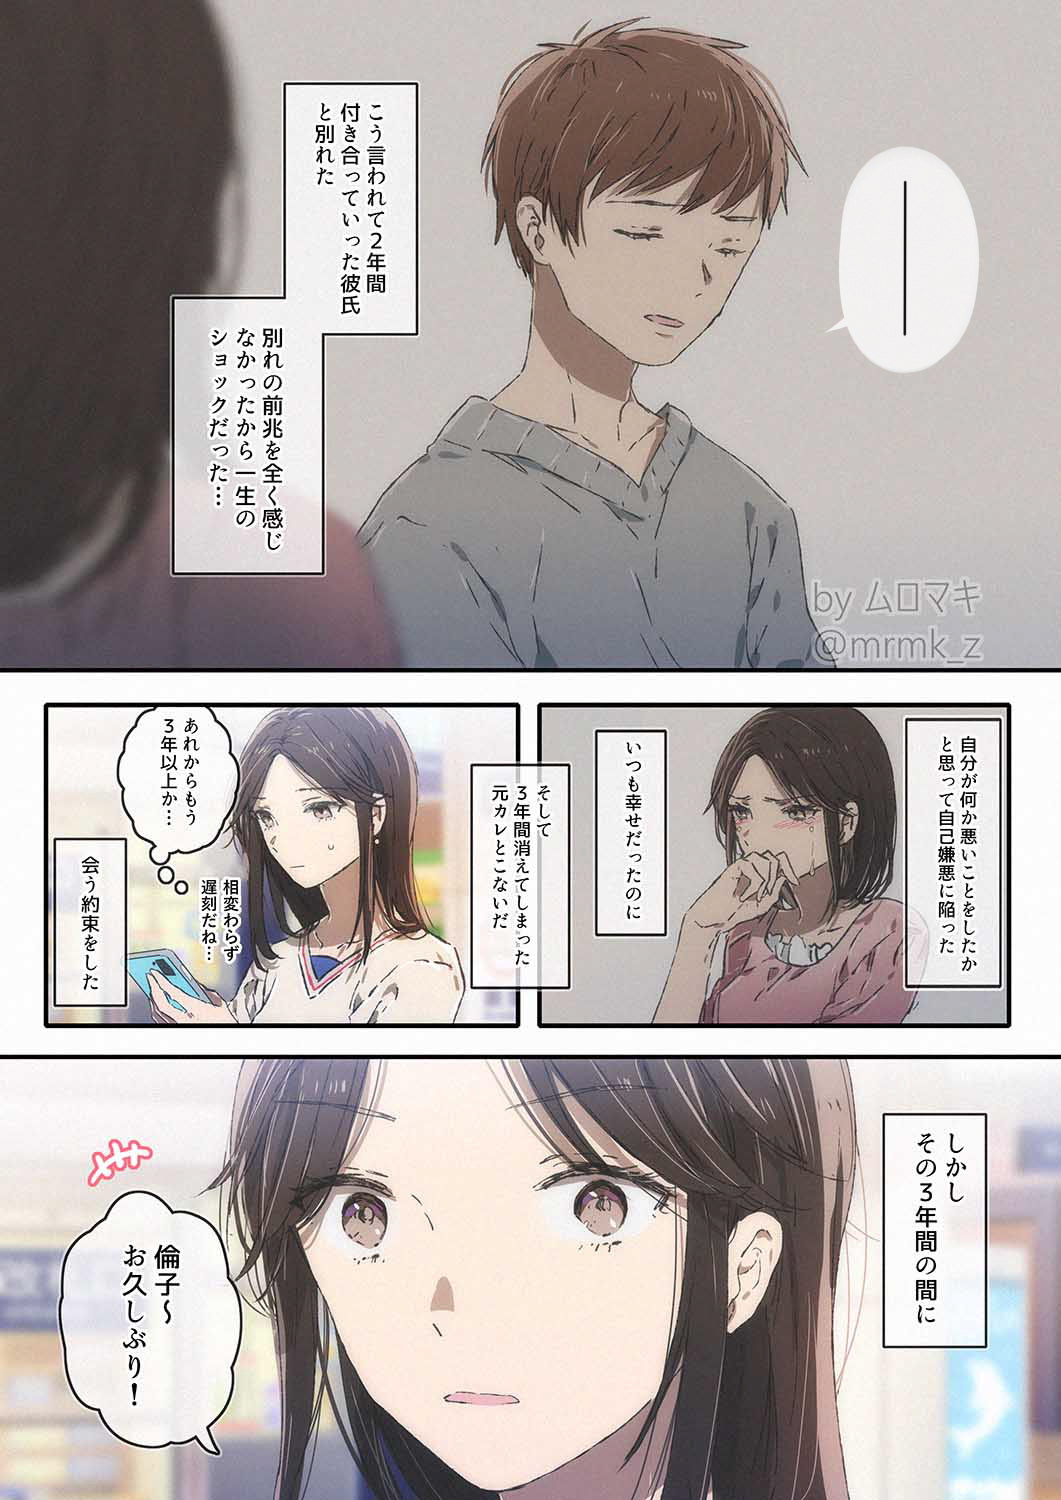 こう言われて2年間
付き合っていった彼氏
と別れた
別れの前兆を全く感じ
なかったから一生の
ショックだった…
by ムロマキ
@mrmk_z
自分が何か悪いことをしたか
と思って自己嫌悪に陥った
いつも幸せだったのに
そして
3年間消えてしまった
元カレとこないだ
あれからもう
3年以上か…
相変わらず
遅刻だね…
会う約束をした
しかし
その3年間の間に
倫子〜
お久しぶり!